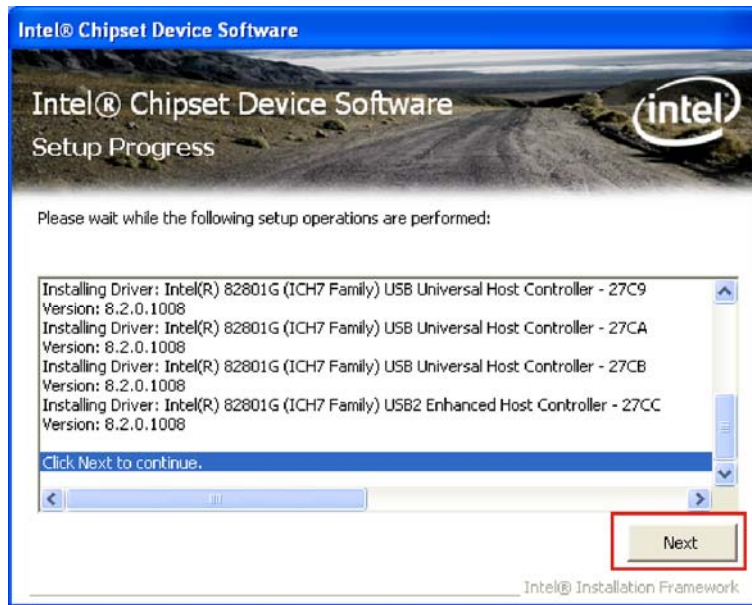 Intel® Chipset Device Software
Intel® Chipset Device Software
intel
Setup Progress
Please wait while the following setup operations are performed:
Installing Driver: Intel(R) 82801G (ICH7 Family) USB Universal Host Controller - 27C9
Version: 8.2.0.1008
Installing Driver: Intel(R) 82801G (ICH7 Family) USB Universal Host Controller - 27CA
Version: 8.2.0.1008
Installing Driver: Intel(R) 82801G (ICH7 Family) USB Universal Host Controller - 27CB
Version: 8.2.0.1008
Installing Driver: Intel(R) 82801G (ICH7 Family) USB2 Enhanced Host Controller - 27CC
Version: 8.2.0.1008
Click Next to continue.
Next
Intel® Installation Framework